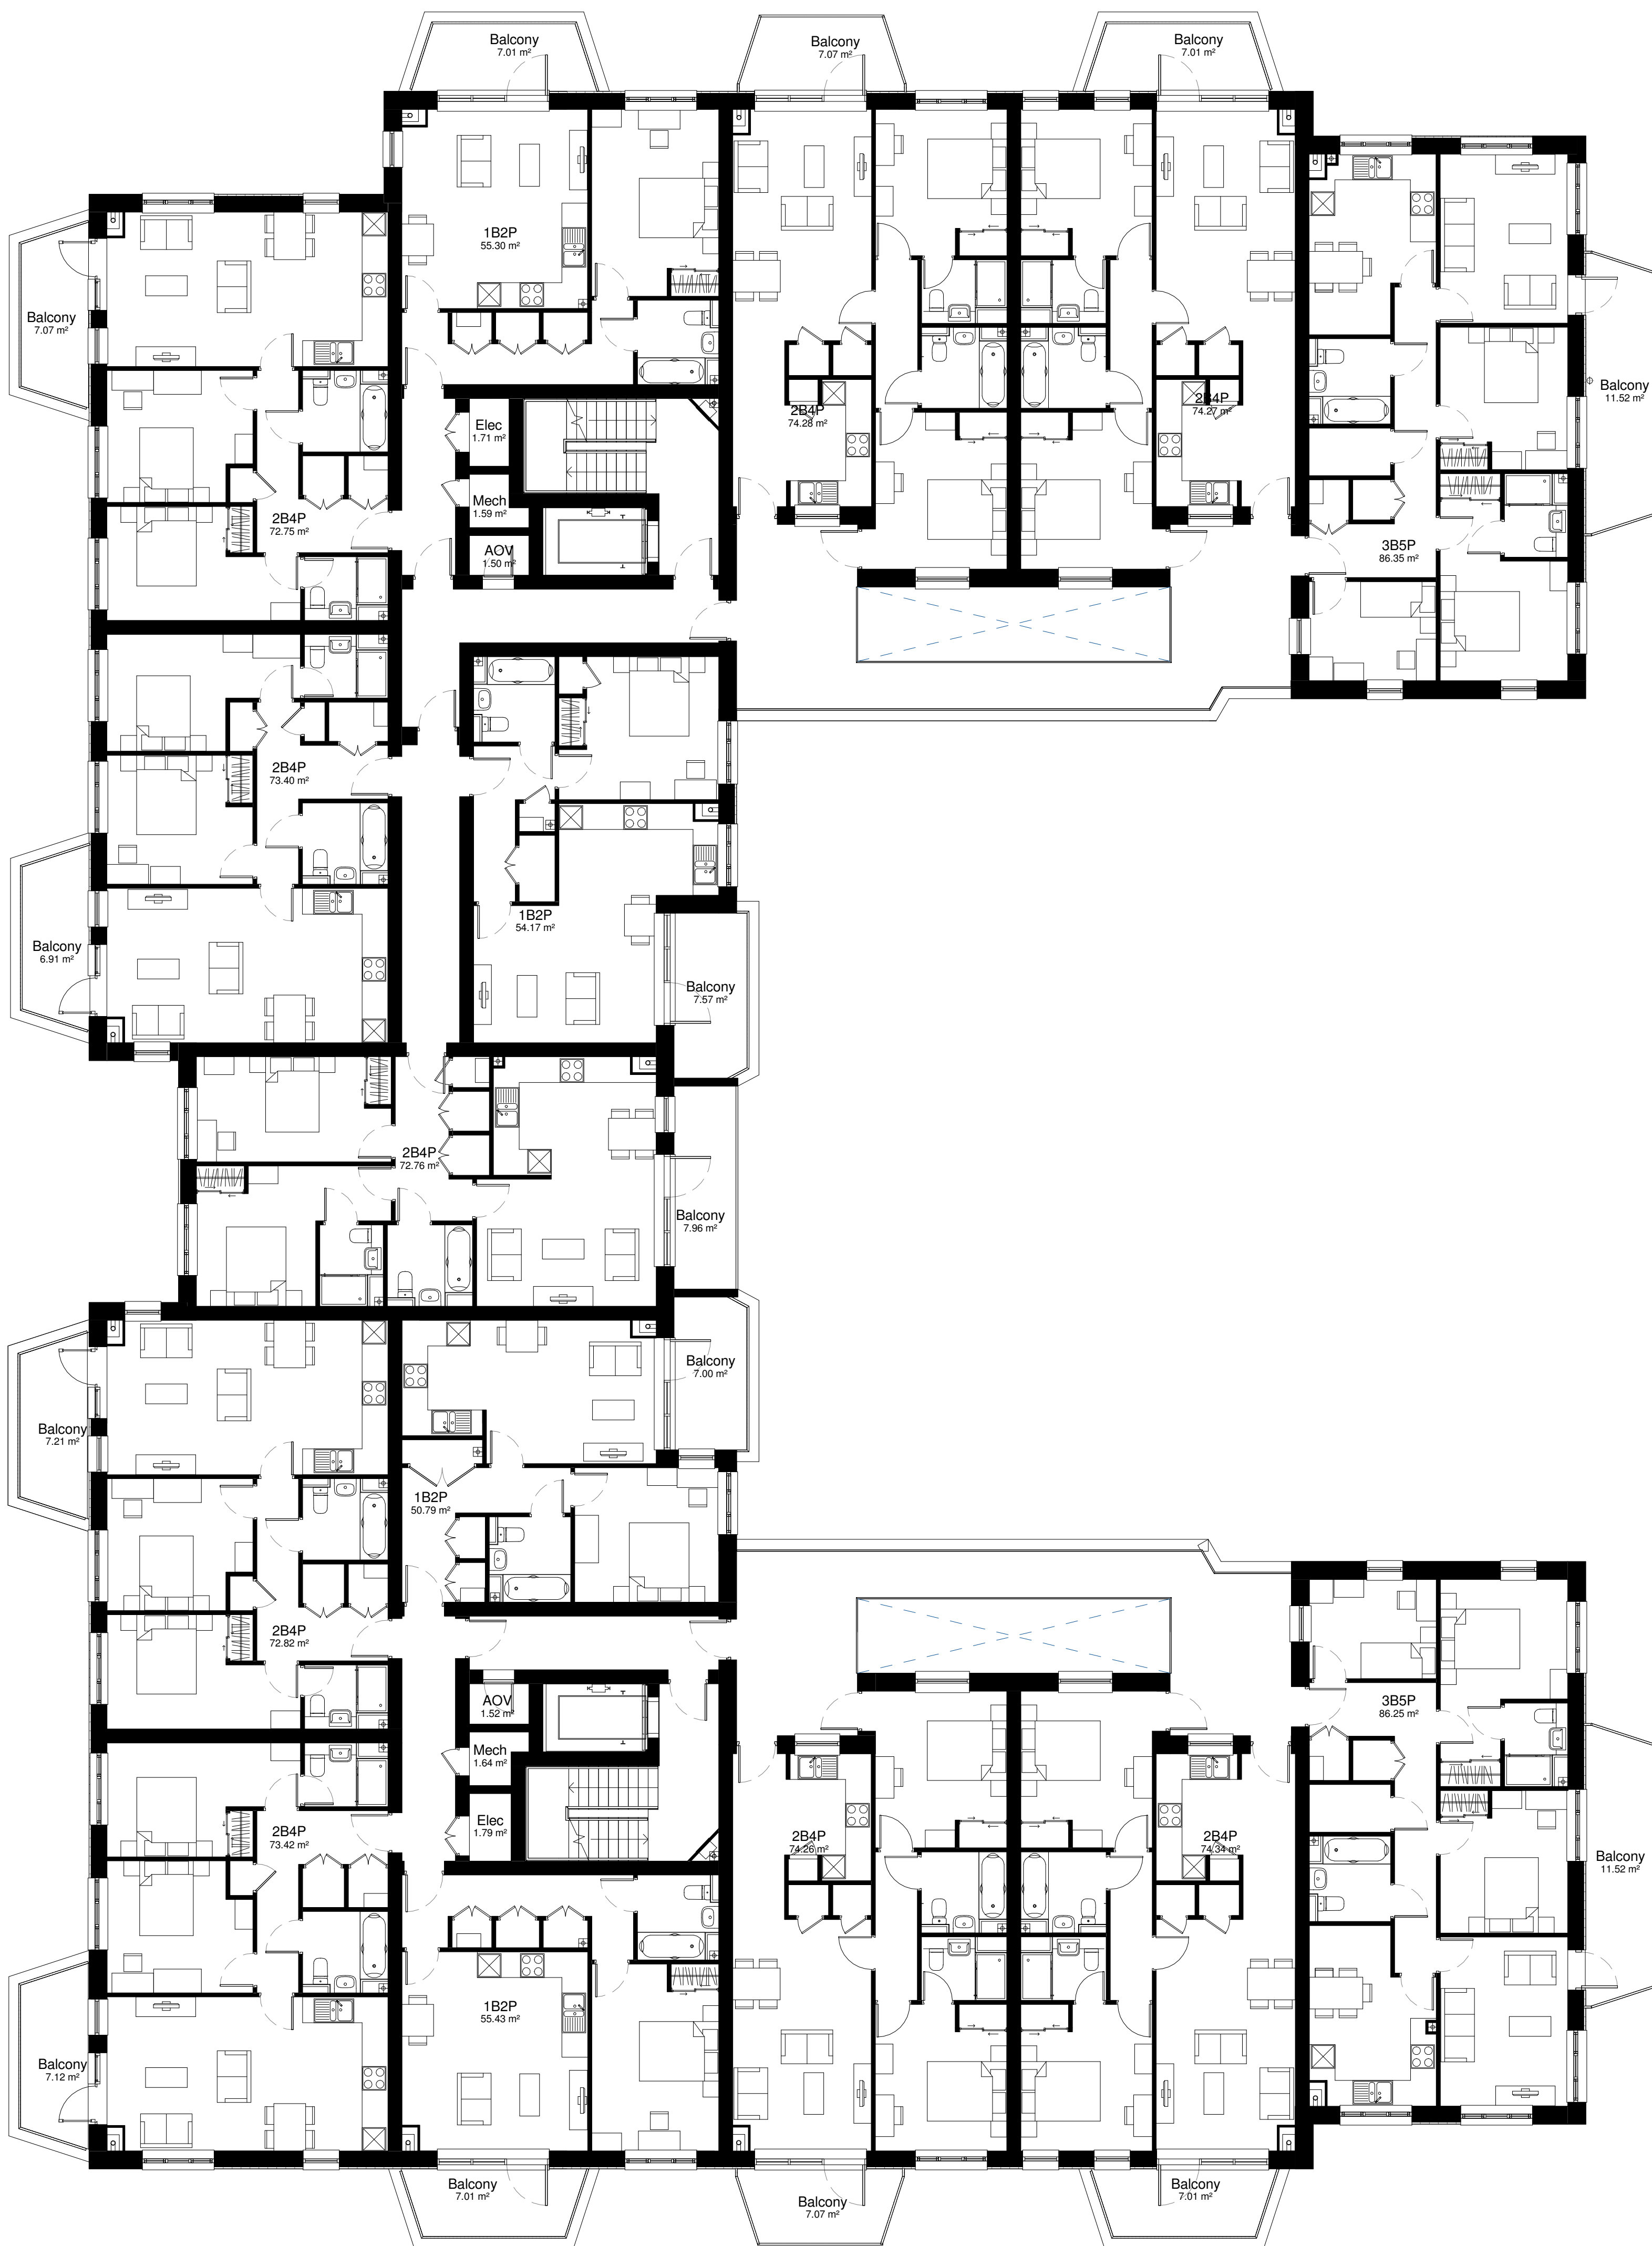 Balcony
7.01 m²
Balcony
7.07 m²
Balcony
7.01 m²
1B2P
55.30 m²
Balcony
7.07 m²
Balcony
11.52 m²
2B4P
74.28 m²
2B4P
74.27 m²
Elec
1.71 m²
Mech
1.59 m²
2B4P
72.75 m²
AOV
1.50 m²
3B5P
86.35 m²
2B4P
73.40 m²
1B2P
54.17 m²
Balcony
6.91 m²
Balcony
7.57 m²
2B4P
72.76 m²
Balcony
7.96 m²
Balcony
7.00 m²
Balcony
7.21 m²
1B2P
50.79 m²
2B4P
72.82 m²
AOV
1.52 m²
3B5P
86.25 m²
Mech
1.64 m²
Elec
1.79 m²
2B4P
73.42 m²
2B4P
74.26 m²
2B4P
74.34 m²
Balcony
11.52 m²
1B2P
55.43 m²
Balcony
7.12 m²
Balcony
7.01 m²
Balcony
7.07 m²
Balcony
7.01 m²